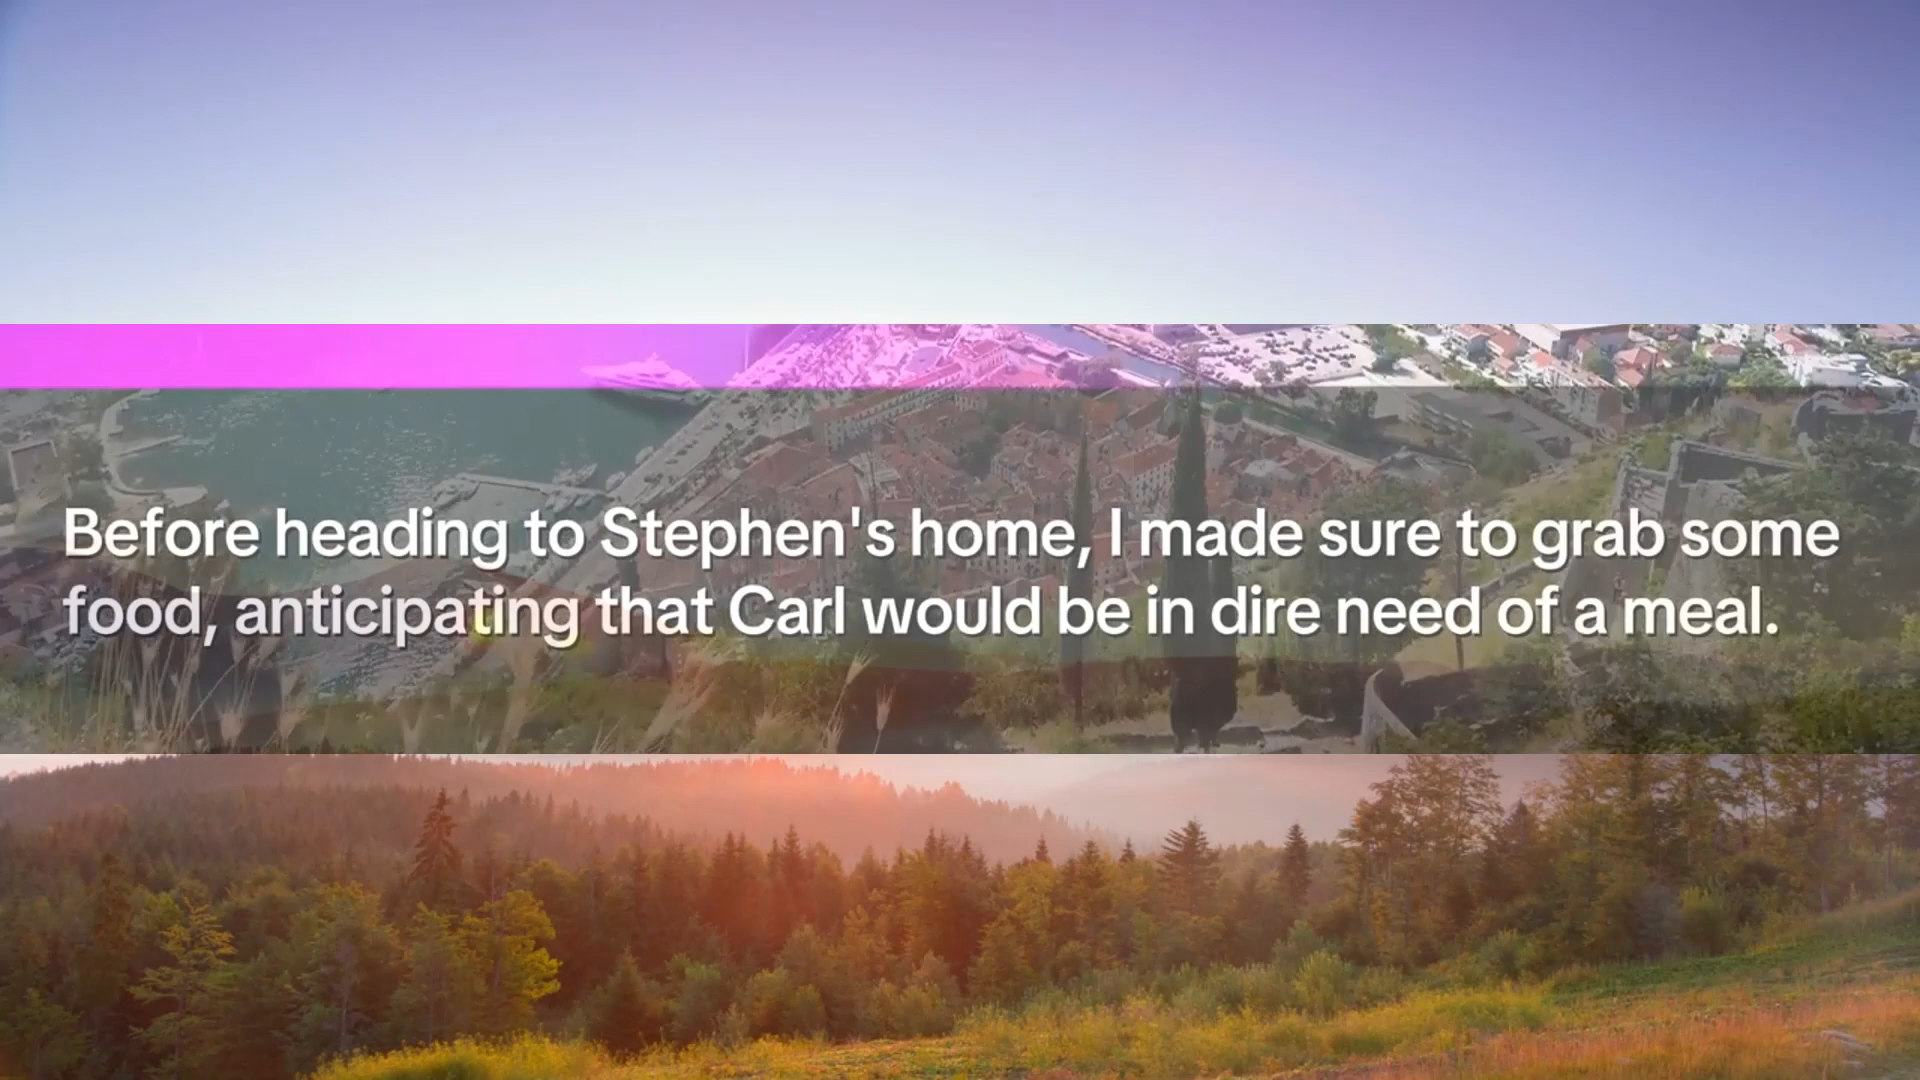 Before heading to Stephen's home, I made sure to grab some
food, anticipating that Carl would be in dire need of a meal.